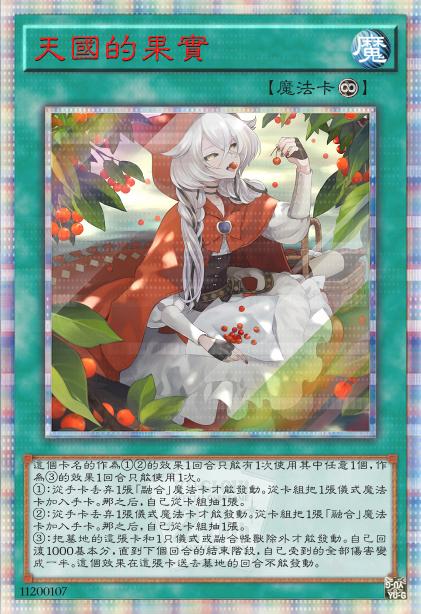 天國的果實
魔
【魔法卡】
這個卡名的作為①②的效果1回合只能有1次使用其中任意1個,作
為③的效果1回合只能使用1次。
①:從手卡丟弃1張「融合」魔法卡才能發動。從卡組把1張儀式魔法
卡加入手卡。那之后,自已從卡組抽1張。
②:從手卡丟弃1張儀式魔法卡才能發動。從卡組把1張「融合」魔法
卡加入手卡。那之后,自已從卡組抽1張。
③:把墓地的這張卡和1只儀式或融合怪獸除外才能發動。自已回
復1000基本分,直到下個回合的結束階段,自已受到的全部傷害變
成一半。這個效果在這張卡送去墓地的回合不能發動。
11200107